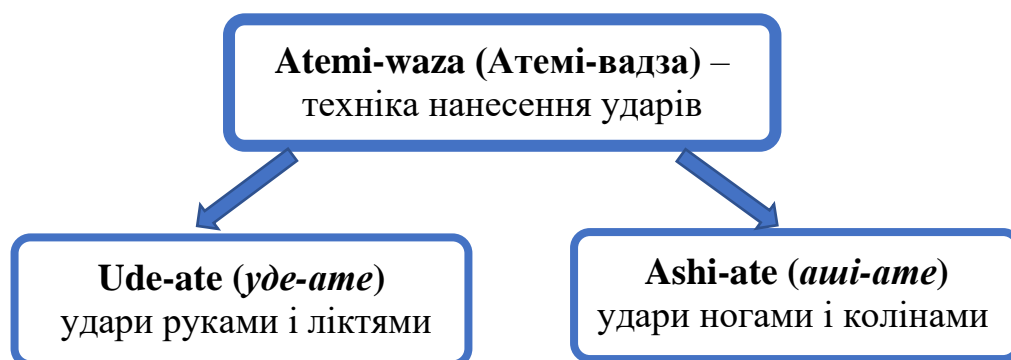 Atemi-waza (Атемі-вадза) –
техніка нанесення ударів
Ude-ate (уде-ате)
удари руками і ліктями
Ashi-ate (аші-ате)
удари ногами і колінами